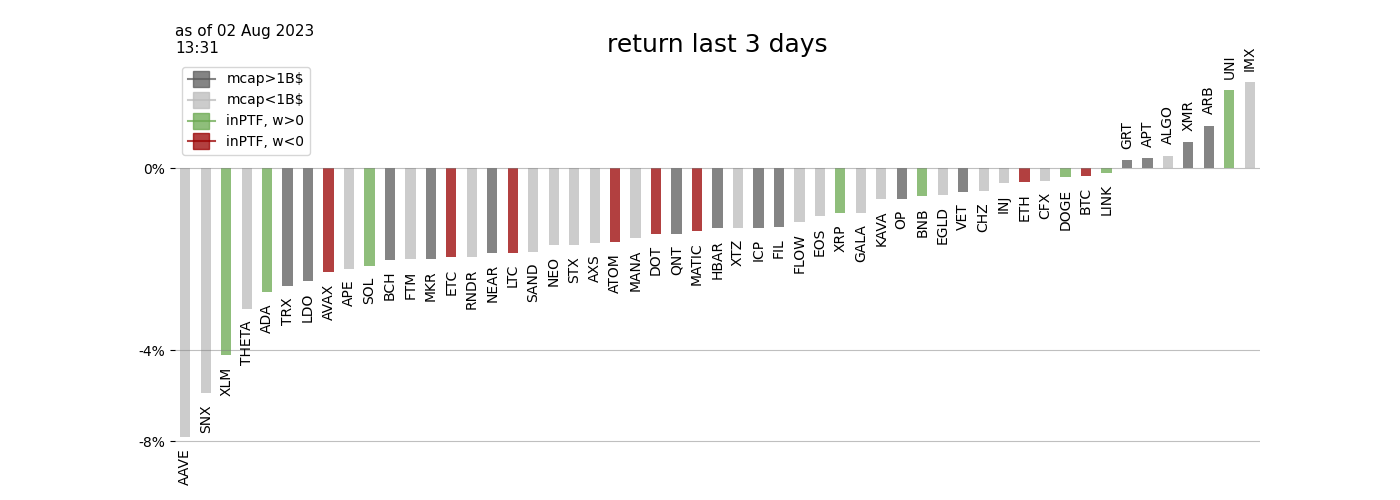 as of 02 Aug 2023
13:31
return last 3 days
mcap>1B$
mcap<1B$
inPTF, w>0
inPTF, w<0
0%
-4%
-8%
AAVE
SNX
XLM
THETA
ADA
TRX
LDO
AVAX
APE
SOL
BCH
FTM
MKR
ETC
RNDR
NEAR
LTC
SAND
NEO
STX
AXS
ATOM
MANA
DOT
QNT
MATIC
HBAR
XTZ
ICP
FIL
FLOW
EOS
XRP
GALA
KAVA
OP
BNB
EGLD
VET
CHZ
INJ
ETH
CFX
DOGE
BTC
LINK
GRT
APT
ALGO
XMR
ARB
UNI
IMX